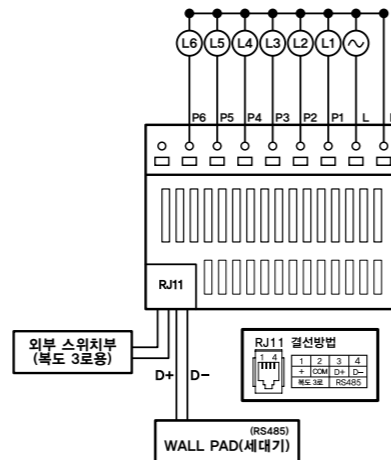 L6 L5 L4 L3 L2 L1
P6 P5 P4 P3 P2 P1 L
RJ11
외부 스위치부
(복도 3로용)
D+ D-
RJ11 결선방법
1 4
1 2 3 4
+ COM D+ D-
복도 3로 RS485
(RS485)
WALL PAD(세대기)